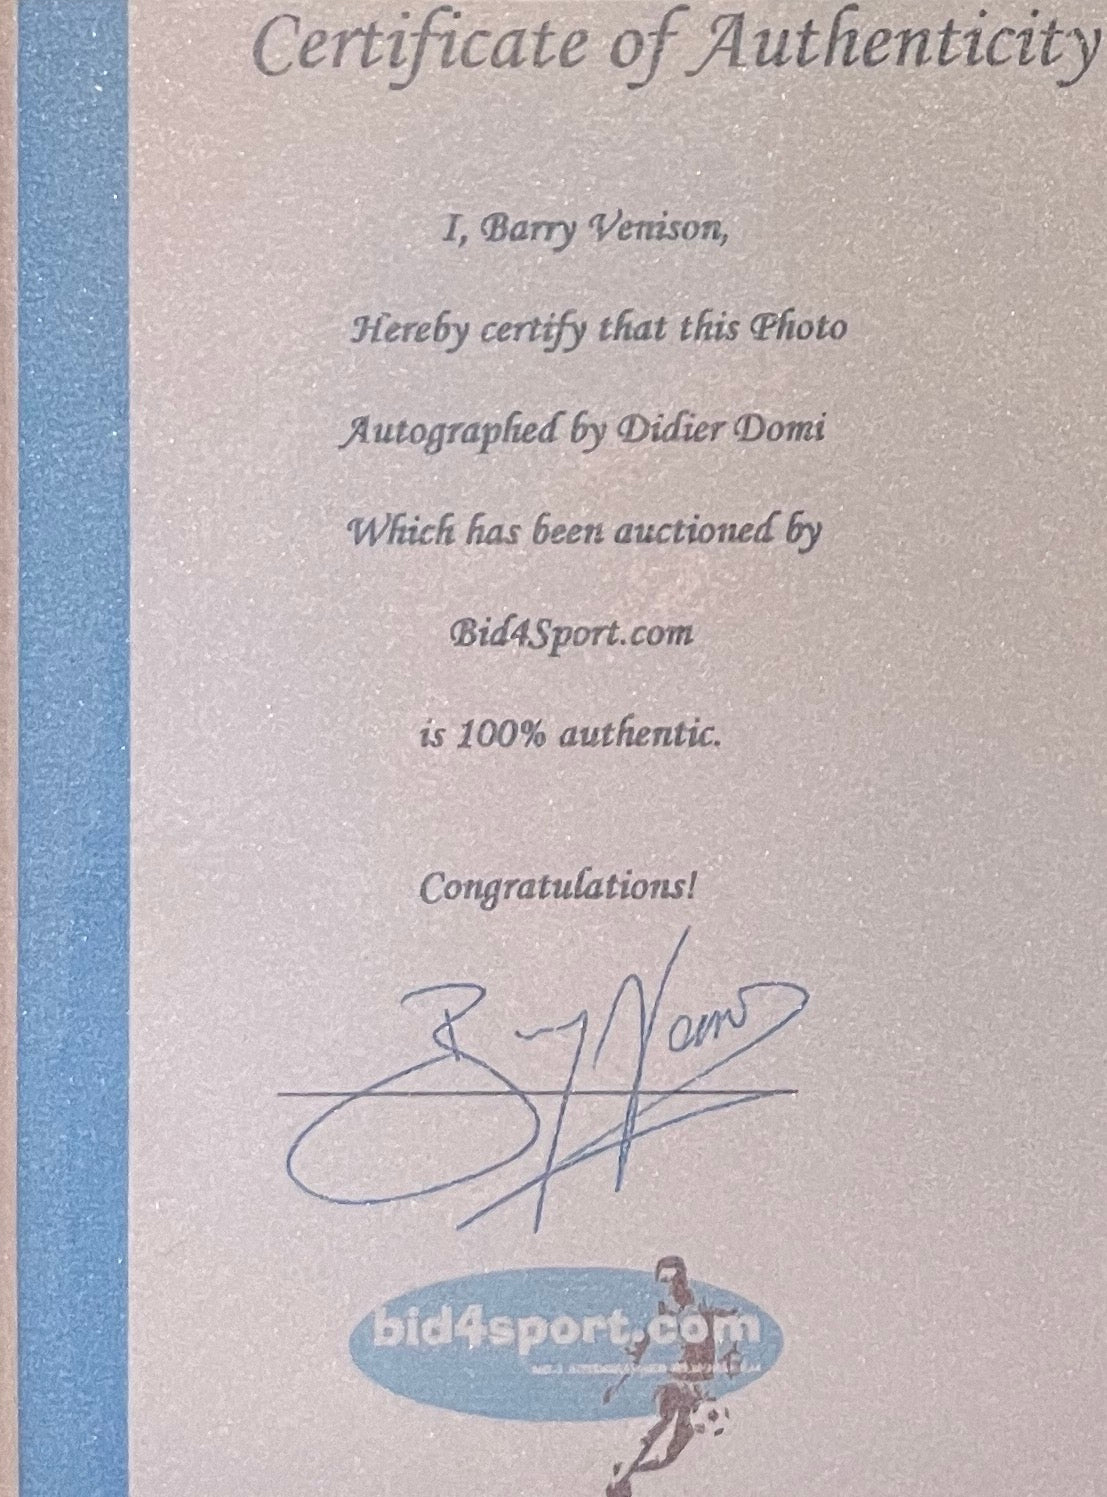 Certificate of Authenticity
I, Barry Venison,
Hereby certify that this Photo
Autographed by Didier Domi
Which has been auctioned by
Bid4Sport.com
is 100% authentic.
Congratulations!
bid4sport.com